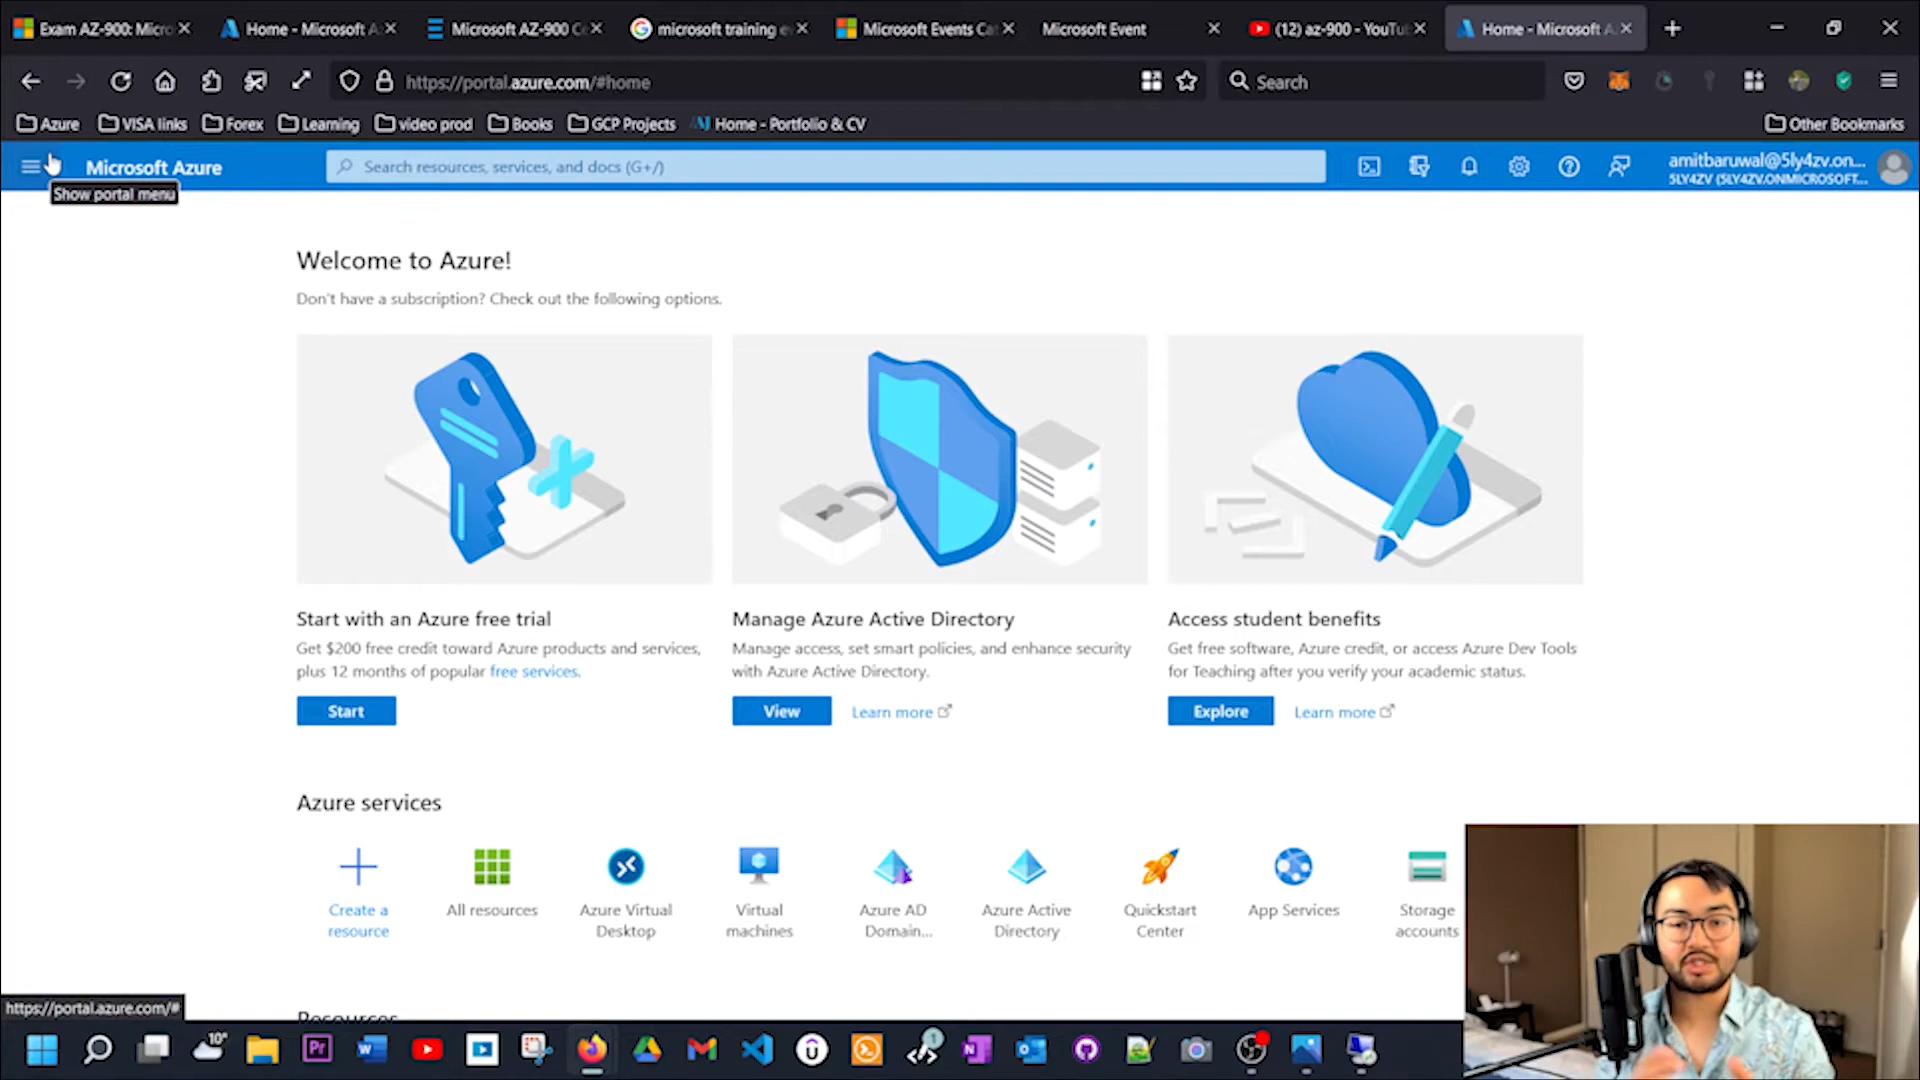 Exam AZ-900: Micro
Home - Microsoft A
Microsoft AZ-900 Ce
microsoft training e
Microsoft Events Ca
Microsoft Event
(12) az-900 - YouTu
Home - Microsoft A
https://portal.azure.com/#home
Search
Azure
VISA links
Forex
Learning
video prod
Books
GCP Projects
Home - Portfolio & CV
Other Bookmarks
Microsoft Azure
Search resources, services, and docs (G+/)
amitbaruwal@5ly4zv.on...
5LY4ZV (5LY4ZV.ONMICROSOFT...
Show portal menu
Welcome to Azure!
Don't have a subscription? Check out the following options.
Start with an Azure free trial
Get $200 free credit toward Azure products and services,
plus 12 months of popular free services.
Start
Manage Azure Active Directory
Manage access, set smart policies, and enhance security
with Azure Active Directory.
View
Learn more
Access student benefits
Get free software, Azure credit, or access Azure Dev Tools
for Teaching after you verify your academic status.
Explore
Learn more
Azure services
Create a
resource
All resources
Azure Virtual
Desktop
Virtual
machines
Azure AD
Domain...
Azure Active
Directory
Quickstart
Center
App Services
Storage
accounts
https://portal.azure.com/#
Resources
10°
Pr
1